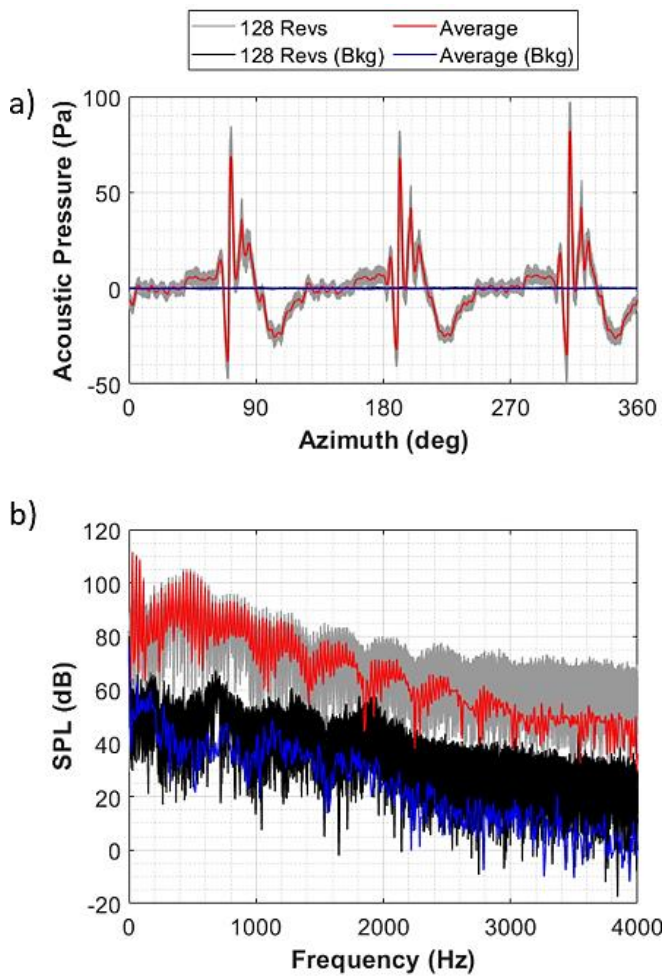 128 Revs Average
128 Revs (Bkg) Average (Bkg)
a)
100
50
0
-50
Acoustic Pressure (Pa)
0 90 180 270 360
Azimuth (deg)
b)
120
100
80
60
40
20
0
-20
SPL (dB)
0 1000 2000 3000 4000
Frequency (Hz)